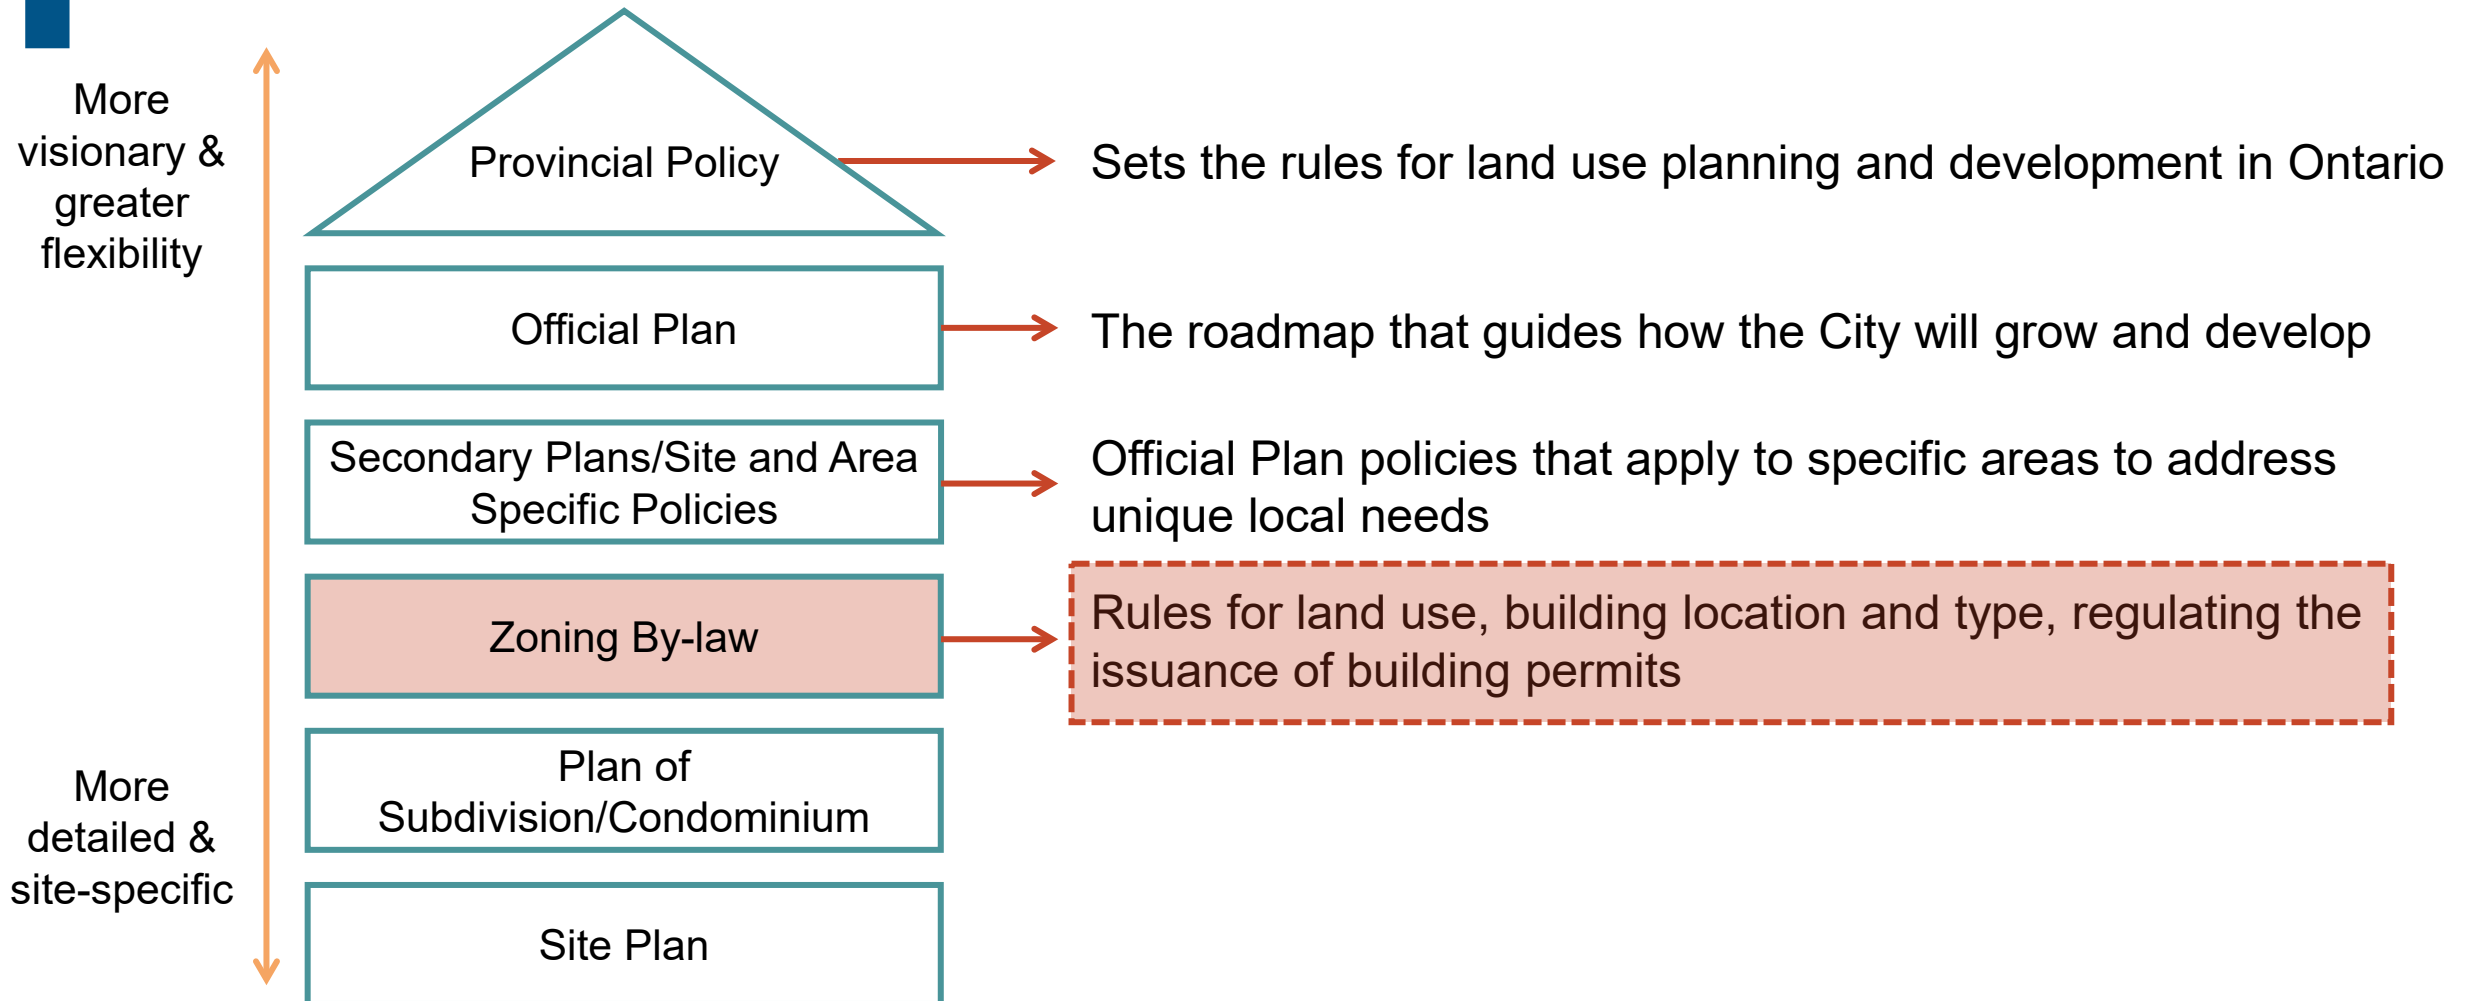 More
visionary &
greater
flexibility
Provincial Policy
Sets the rules for land use planning and development in Ontario
Official Plan
The roadmap that guides how the City will grow and develop
Secondary Plans/Site and Area
Specific Policies
Official Plan policies that apply to specific areas to address
unique local needs
Zoning By-law
Rules for land use, building location and type, regulating the
issuance of building permits
Plan of
Subdivision/Condominium
More
detailed &
site-specific
Site Plan